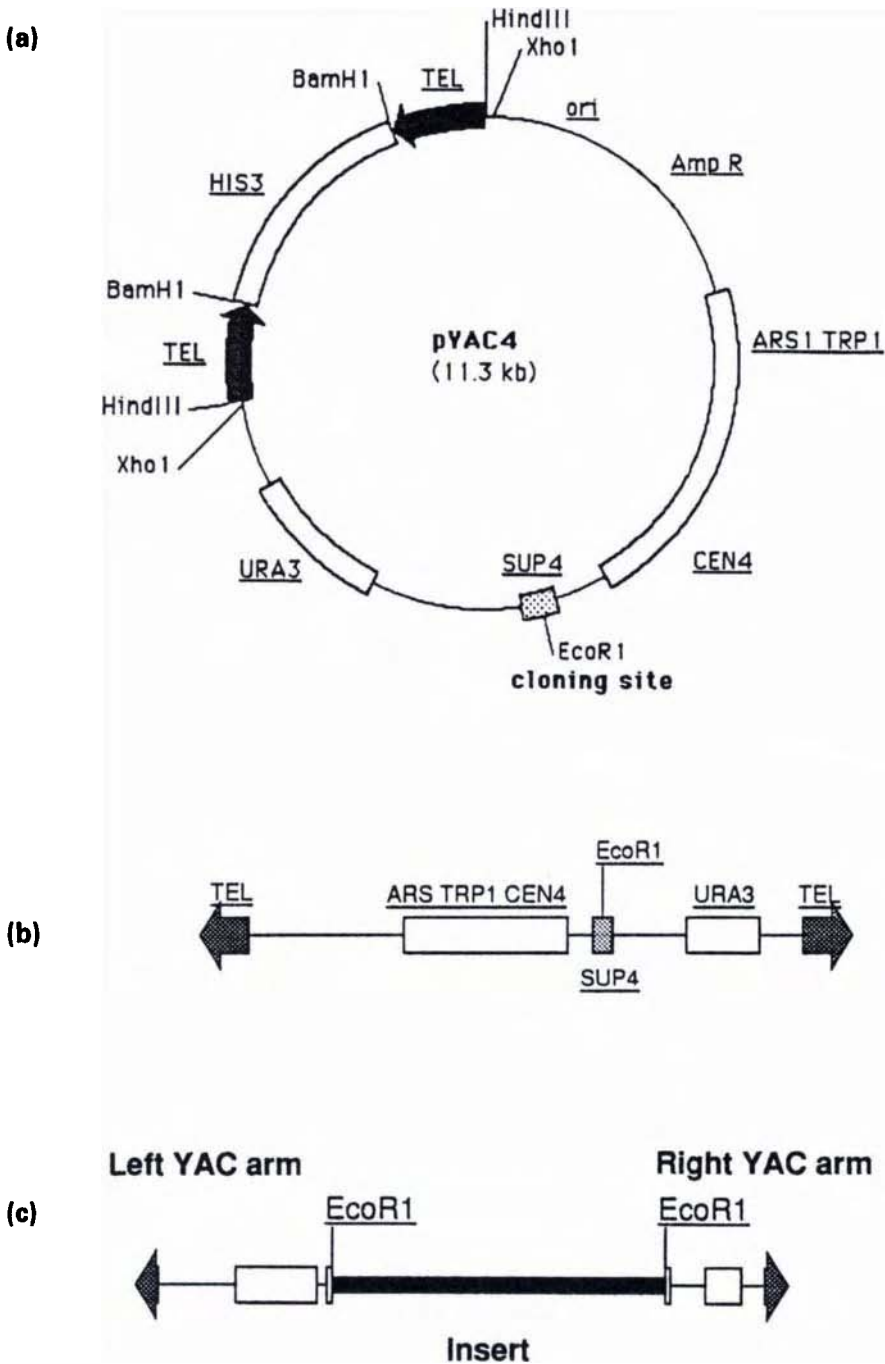 (a)
HindIII
Xho1
BamH1
TEL
ori
HIS3
Amp R
BamH1
pYAC4
(11.3 kb)
ARS1 TRP1
TEL
HindIII
Xho1
URA3
SUP4
CEN4
EcoR1
cloning site
(b)
EcoR1
TEL
ARS TRP1 CEN4
URA3
TEL
SUP4
Left YAC arm
Right YAC arm
(c)
EcoR1
EcoR1
Insert